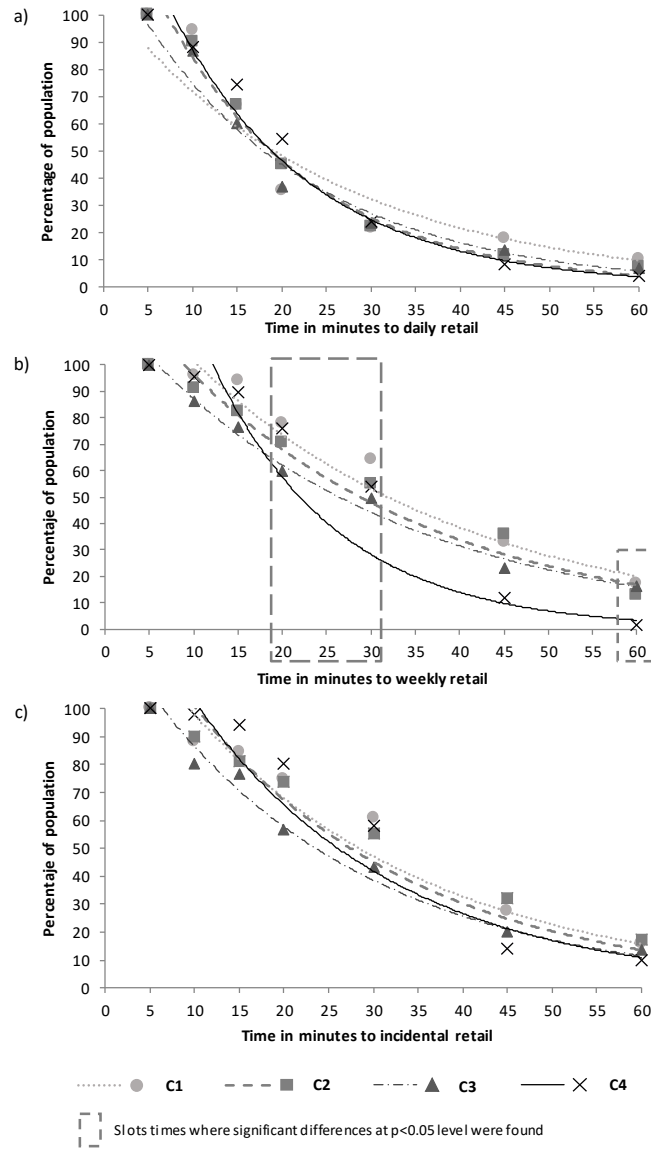 a)
Percentage of population
100
90
80
70
60
50
40
30
20
10
0
0 5 10 15 20 25 30 35 40 45 50 55 60
Time in minutes to daily retail
b)
Percentaje of population
100
90
80
70
60
50
40
30
20
10
0
0 5 10 15 20 25 30 35 40 45 50 55 60
Time in minutes to weekly retail
c)
Percentaje of population
100
90
80
70
60
50
40
30
20
10
0
0 5 10 15 20 25 30 35 40 45 50 55 60
Time in minutes to incidental retail
C1 C2 C3 C4
Slots times where significant differences at p<0.05 level were found